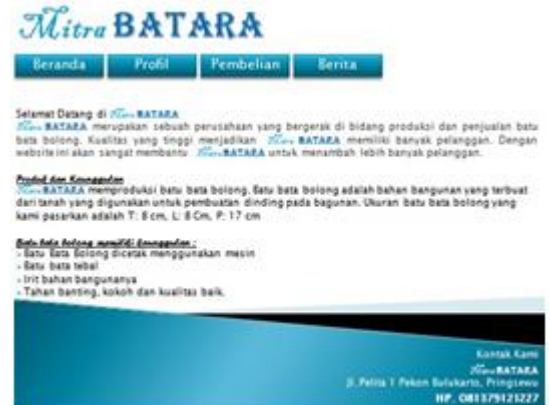 Mitra BATARA
Beranda Profil Pembelian Berita
Selamat Datang di Mitra BATARA
Mitra BATARA merupakan sebuah perusahaan yang bergerak di bidang produksi dan penjualan batu
bata bolong. Kualitas yang tinggi menjadikan Mitra BATARA memiliki banyak pelanggan. Dengan
website ini akan sangat membantu Mitra BATARA untuk menambah lebih banyak pelanggan.
Produk dan Keunggulan
Mitra BATARA memproduksi batu bata bolong. Batu bata bolong adalah bahan bangunan yang terbuat
dari tanah yang digunakan untuk pembuatan dinding pada bagunan. Ukuran batu bata bolong yang
kami pasarkan adalah T: 8 cm, L: 8 Cm, P: 17 cm
Batu bata bolong memiliki keunggulan :
- Batu Bata Bolong dicetak menggunakan mesin
- Batu bata tebal
- Irit bahan bangunanya
- Tahan banting, kokoh dan kualitas baik.
Kontak Kami
Mitra BATARA
Jl. Pelita 1 Pekon Bulukarto, Pringsewu
HP. 081379121227